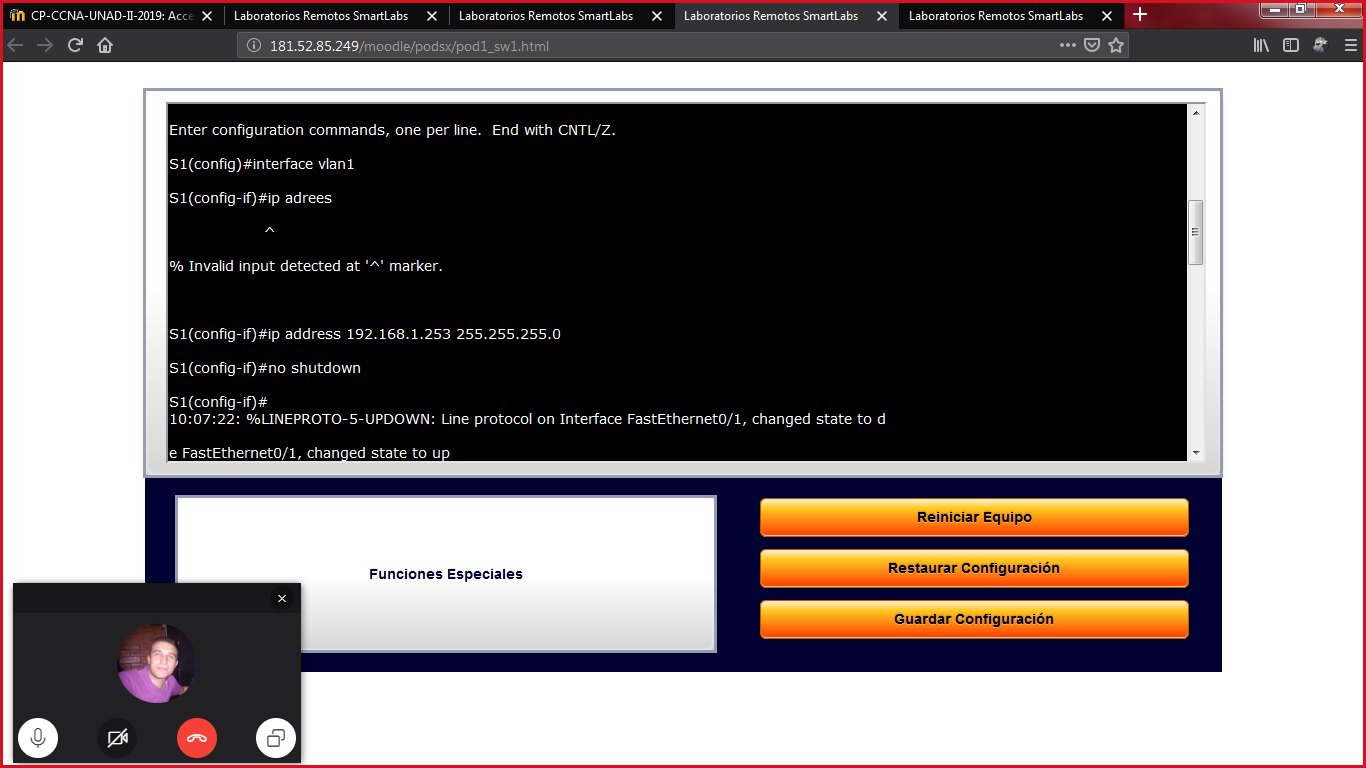 CP-CCNA-UNAD-II-2019: Acce
Laboratorios Remotos SmartLabs
Laboratorios Remotos SmartLabs
Laboratorios Remotos SmartLabs
Laboratorios Remotos SmartLabs
181.52.85.249/moodle/podsx/pod1_sw1.html
Enter configuration commands, one per line.  End with CNTL/Z.
S1(config)#interface vlan1
S1(config-if)#ip adrees
^
% Invalid input detected at '^' marker.
S1(config-if)#ip address 192.168.1.253 255.255.255.0
S1(config-if)#no shutdown
S1(config-if)#
10:07:22: %LINEPROTO-5-UPDOWN: Line protocol on Interface FastEthernet0/1, changed state to d
e FastEthernet0/1, changed state to up
Funciones Especiales
Reiniciar Equipo
Restaurar Configuración
Guardar Configuración